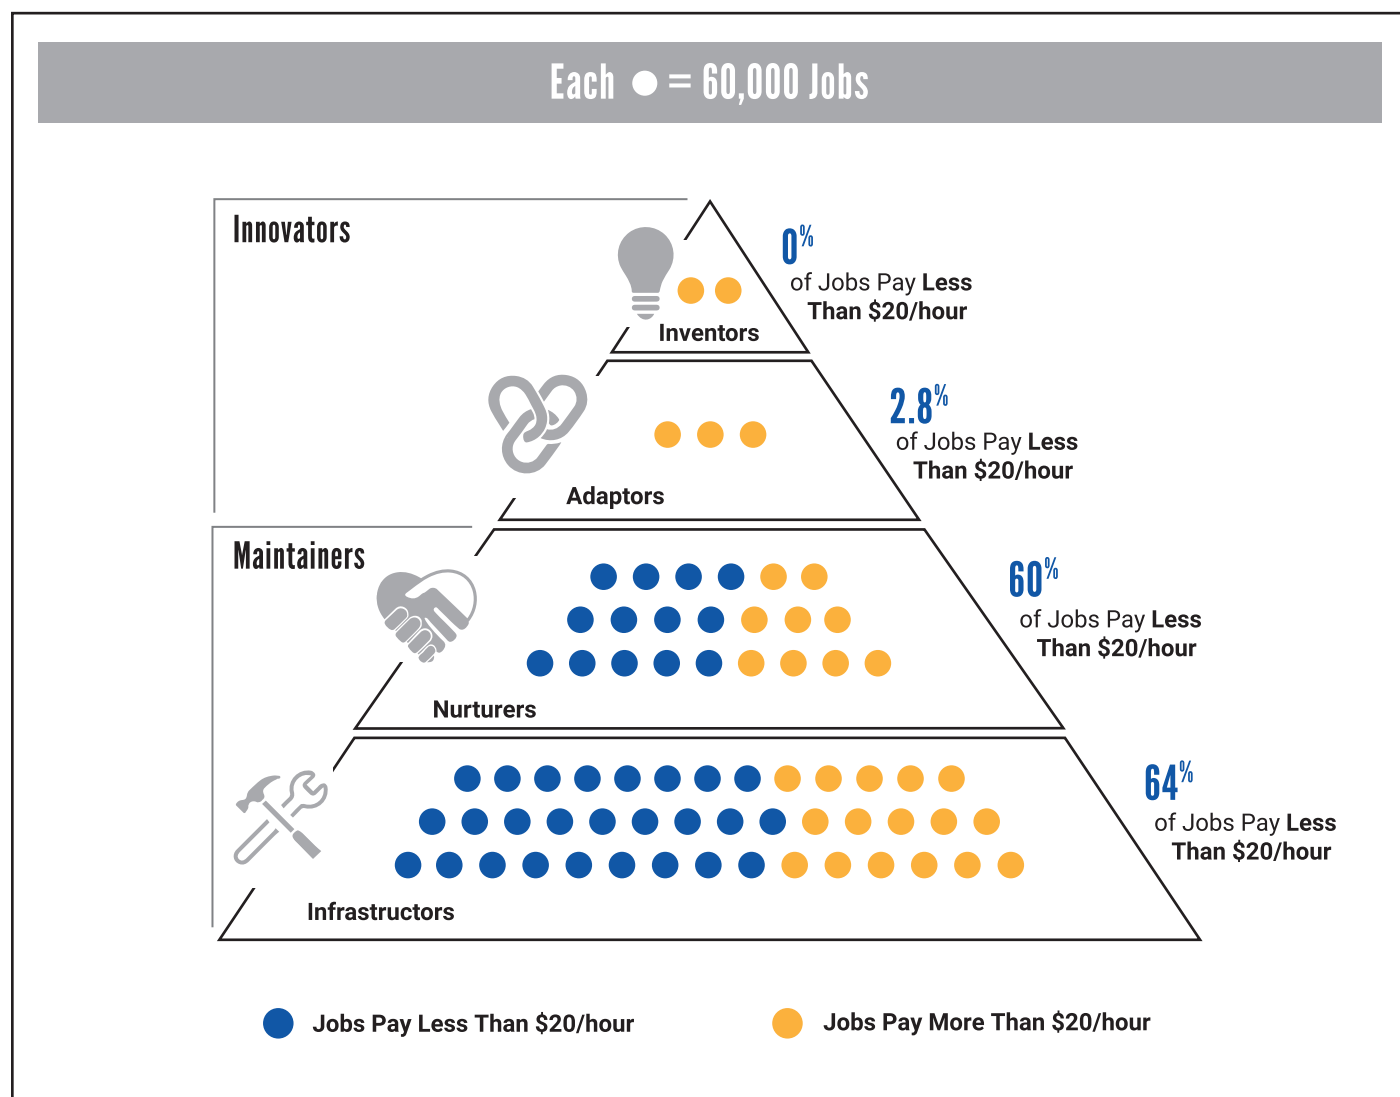 Each = 60,000 Jobs
Innovators
0%
of Jobs Pay Less
Than $20/hour
Inventors
2.8%
of Jobs Pay Less
Than $20/hour
Adaptors
Maintainers
60%
of Jobs Pay Less
Than $20/hour
Nurturers
64%
of Jobs Pay Less
Than $20/hour
Infrastructors
Jobs Pay Less Than $20/hour
Jobs Pay More Than $20/hour